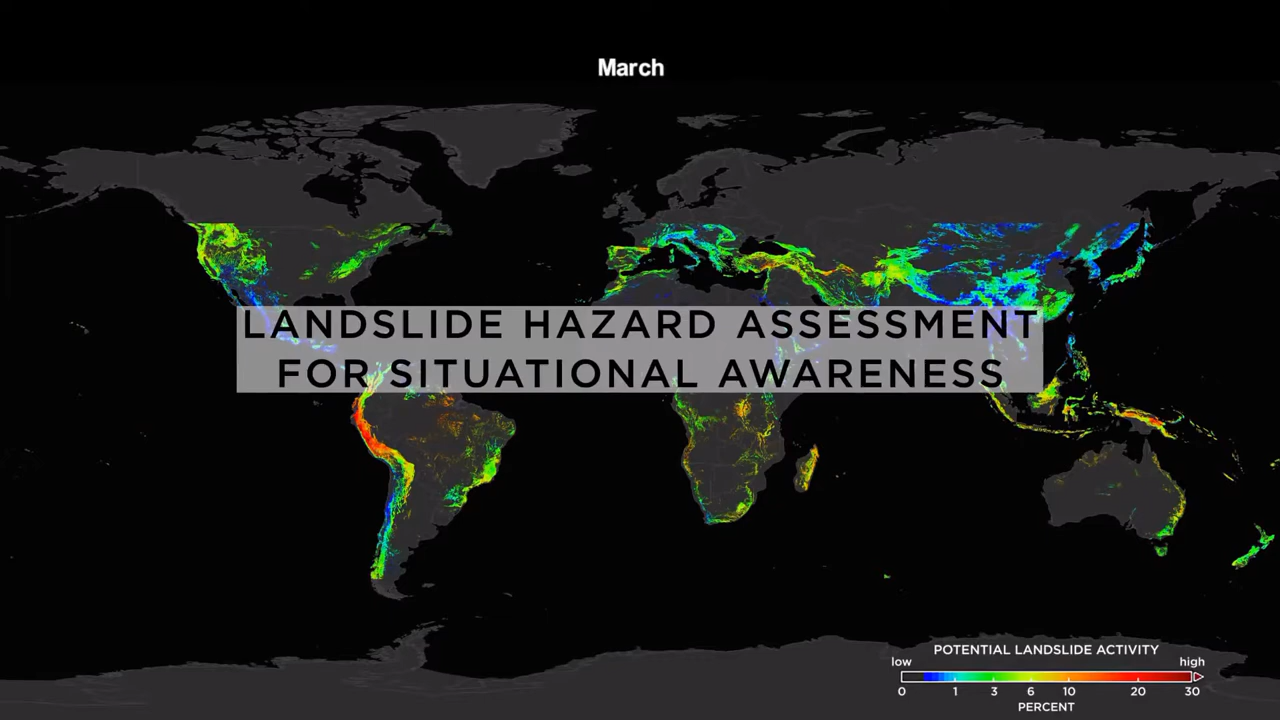 March
LANDSLIDE HAZARD ASSESSMENT
FOR SITUATIONAL AWARENESS
POTENTIAL LANDSLIDE ACTIVITY
low high
0 1 3 6 10 20 30
PERCENT